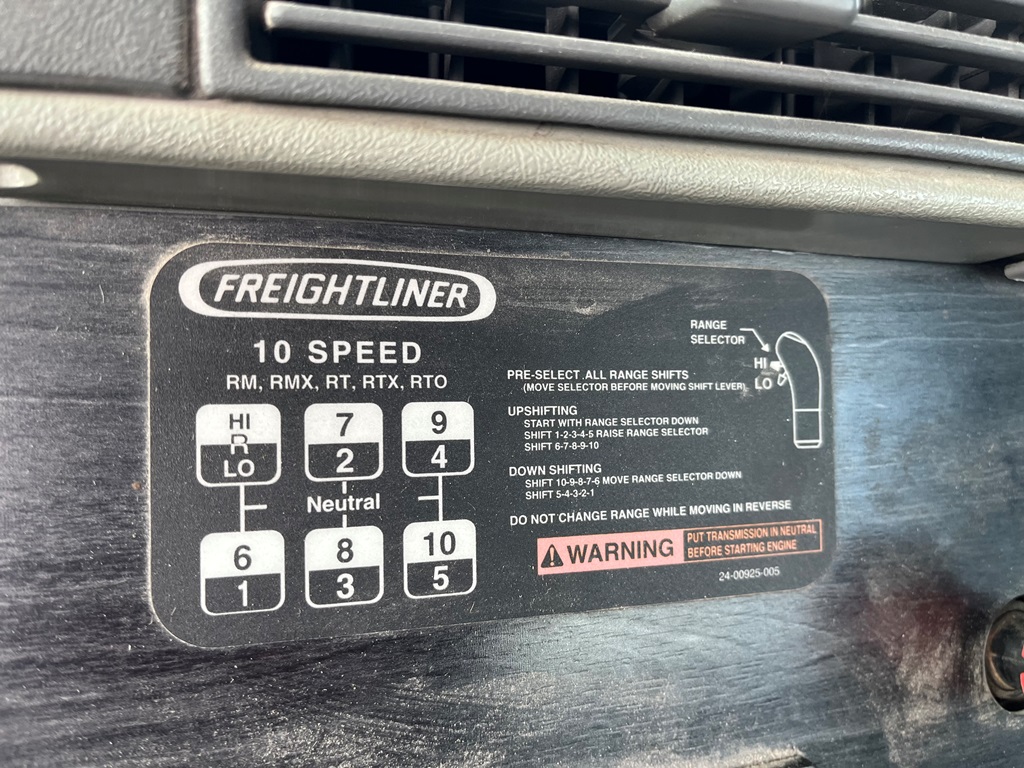 FREIGHTLINER
10 SPEED
RM, RMX, RT, RTX, RTO
HI
R
LO
7
2
9
4
Neutral
6
1
8
3
10
5
RANGE
SELECTOR
HI
LO
PRE-SELECT ALL RANGE SHIFTS
(MOVE SELECTOR BEFORE MOVING SHIFT LEVER)
UPSHIFTING
START WITH RANGE SELECTOR DOWN
SHIFT 1-2-3-4-5 RAISE RANGE SELECTOR
SHIFT 6-7-8-9-10
DOWN SHIFTING
SHIFT 10-9-8-7-6 MOVE RANGE SELECTOR DOWN
SHIFT 5-4-3-2-1
DO NOT CHANGE RANGE WHILE MOVING IN REVERSE
WARNING
PUT TRANSMISSION IN NEUTRAL
BEFORE STARTING ENGINE
24-00925-005